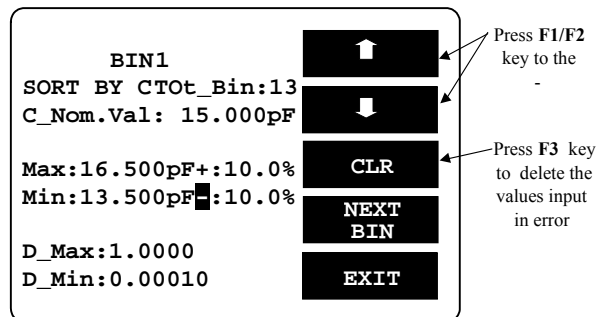 BIN1
SORT BY CTOt_Bin:13
C_Nom.Val: 15.000pF
Max:16.500pF+:10.0%
Min:13.500pF-:10.0%
D_Max:1.0000
D_Min:0.00010
⬆
⬇
CLR
NEXT
BIN
EXIT
Press F1/F2
key to the
-
Press F3 key
to delete the
values input
in error